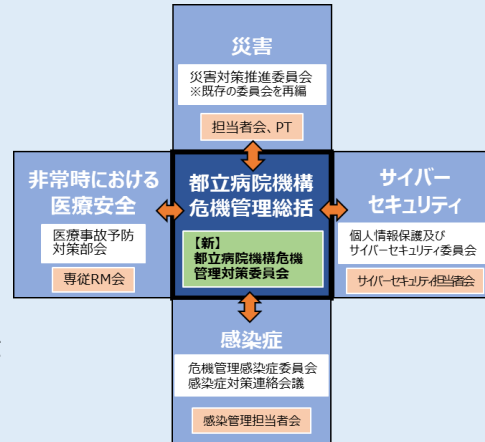 災害
災害対策推進委員会
※既存の委員会を再編
担当者会、PT
非常時における
医療安全
医療事故予防
対策部会
専従RM会
都立病院機構
危機管理総括
【新】
都立病院機構危機
管理対策委員会
サイバー
セキュリティ
個人情報保護及び
サイバーセキュリティ委員会
サイバーセキュリティ担当者会
感染症
危機管理感染症委員会
感染症対策連絡会議
感染管理担当者会